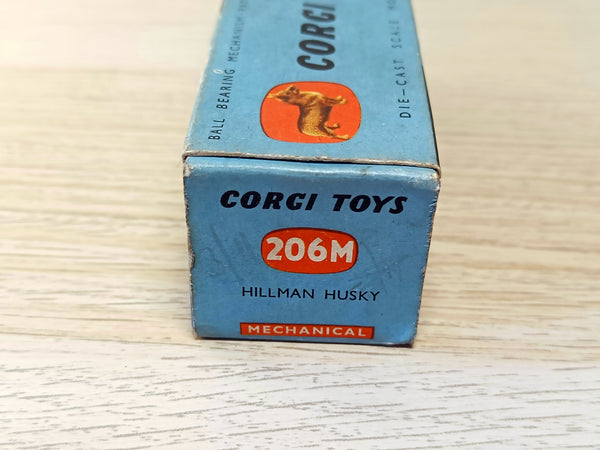 BALL BEARING MECHANISM
CORGI
DIE-CAST SCALE
CORGI TOYS
206M
HILLMAN HUSKY
MECHANICAL